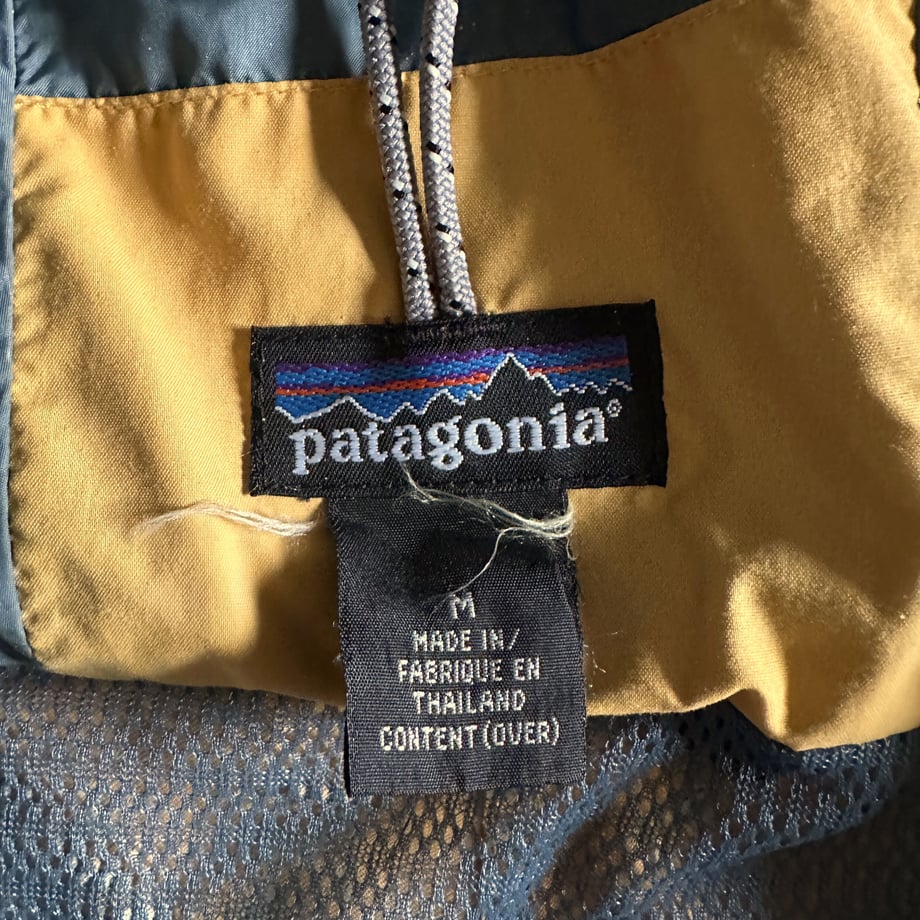 patagonia®
M
MADE IN/
FABRIQUE EN
THAILAND
CONTENT (OVER)